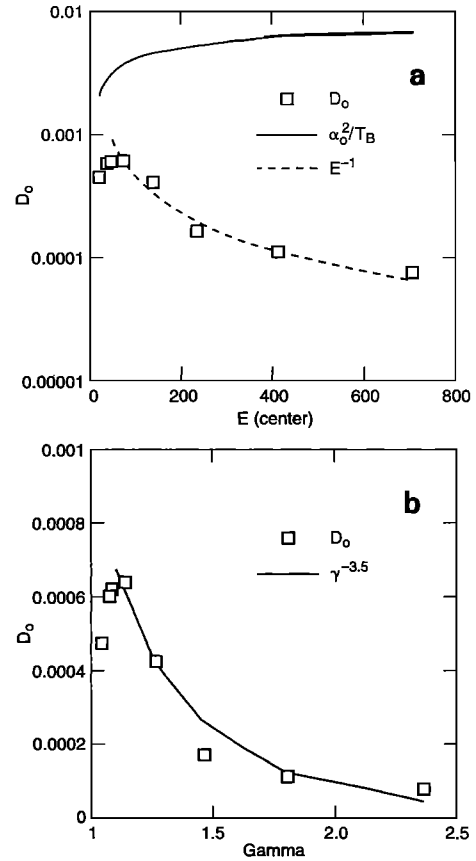 0.01
a
D₀
α₀²/T_B
0.001
E⁻¹
D₀
0.0001
0.00001
0 200 400 600 800
E (center)
0.001
b
0.0008
D₀
γ⁻³·⁵
0.0006
D₀
0.0004
0.0002
0
1 1.5 2.0 2.5
Gamma